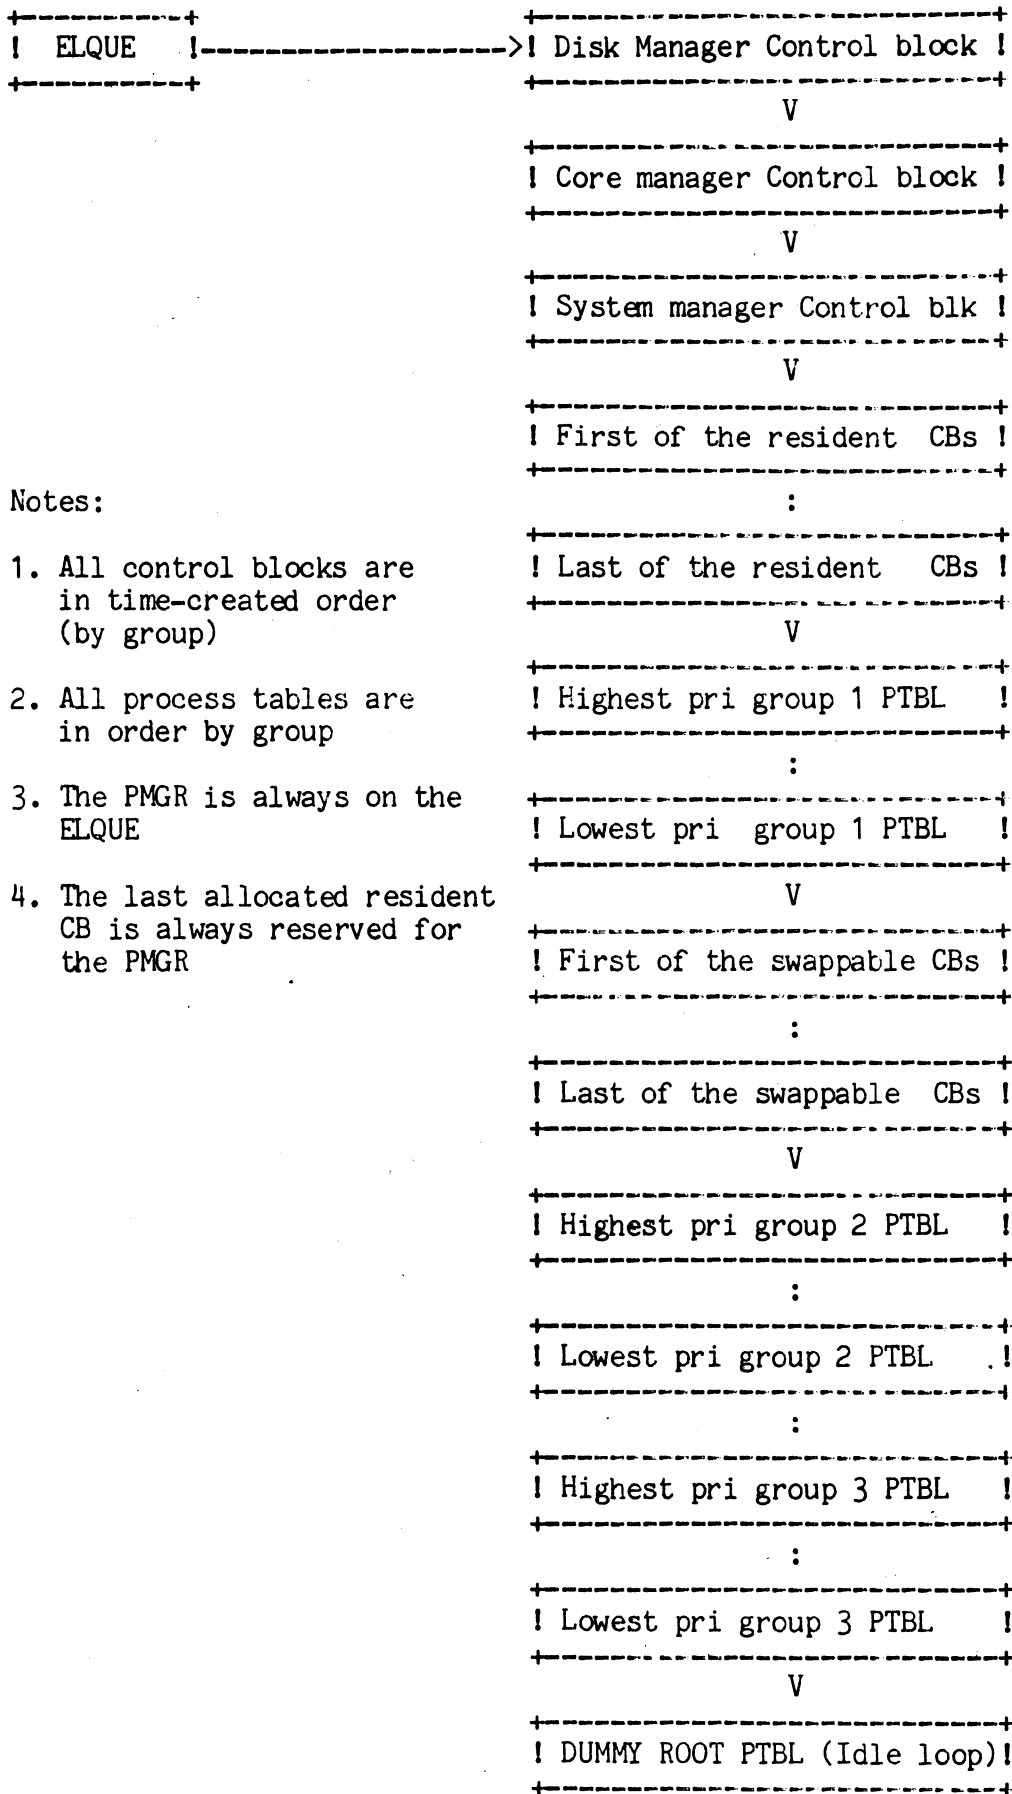 +-----------+
! ELQUE !------------------->! Disk Manager Control block !
+-----------+
V
! Core manager Control block !
V
! System manager Control blk !
V
! First of the resident CBs !
:
! Last of the resident CBs !
V
! Highest pri group 1 PTBL !
:
! Lowest pri group 1 PTBL !
V
! First of the swappable CBs !
:
! Last of the swappable CBs !
V
! Highest pri group 2 PTBL !
:
! Lowest pri group 2 PTBL !
:
! Highest pri group 3 PTBL !
:
! Lowest pri group 3 PTBL !
V
! DUMMY ROOT PTBL (Idle loop)!
Notes:
1. All control blocks are
in time-created order
(by group)
2. All process tables are
in order by group
3. The PMGR is always on the
ELQUE
4. The last allocated resident
CB is always reserved for
the PMGR